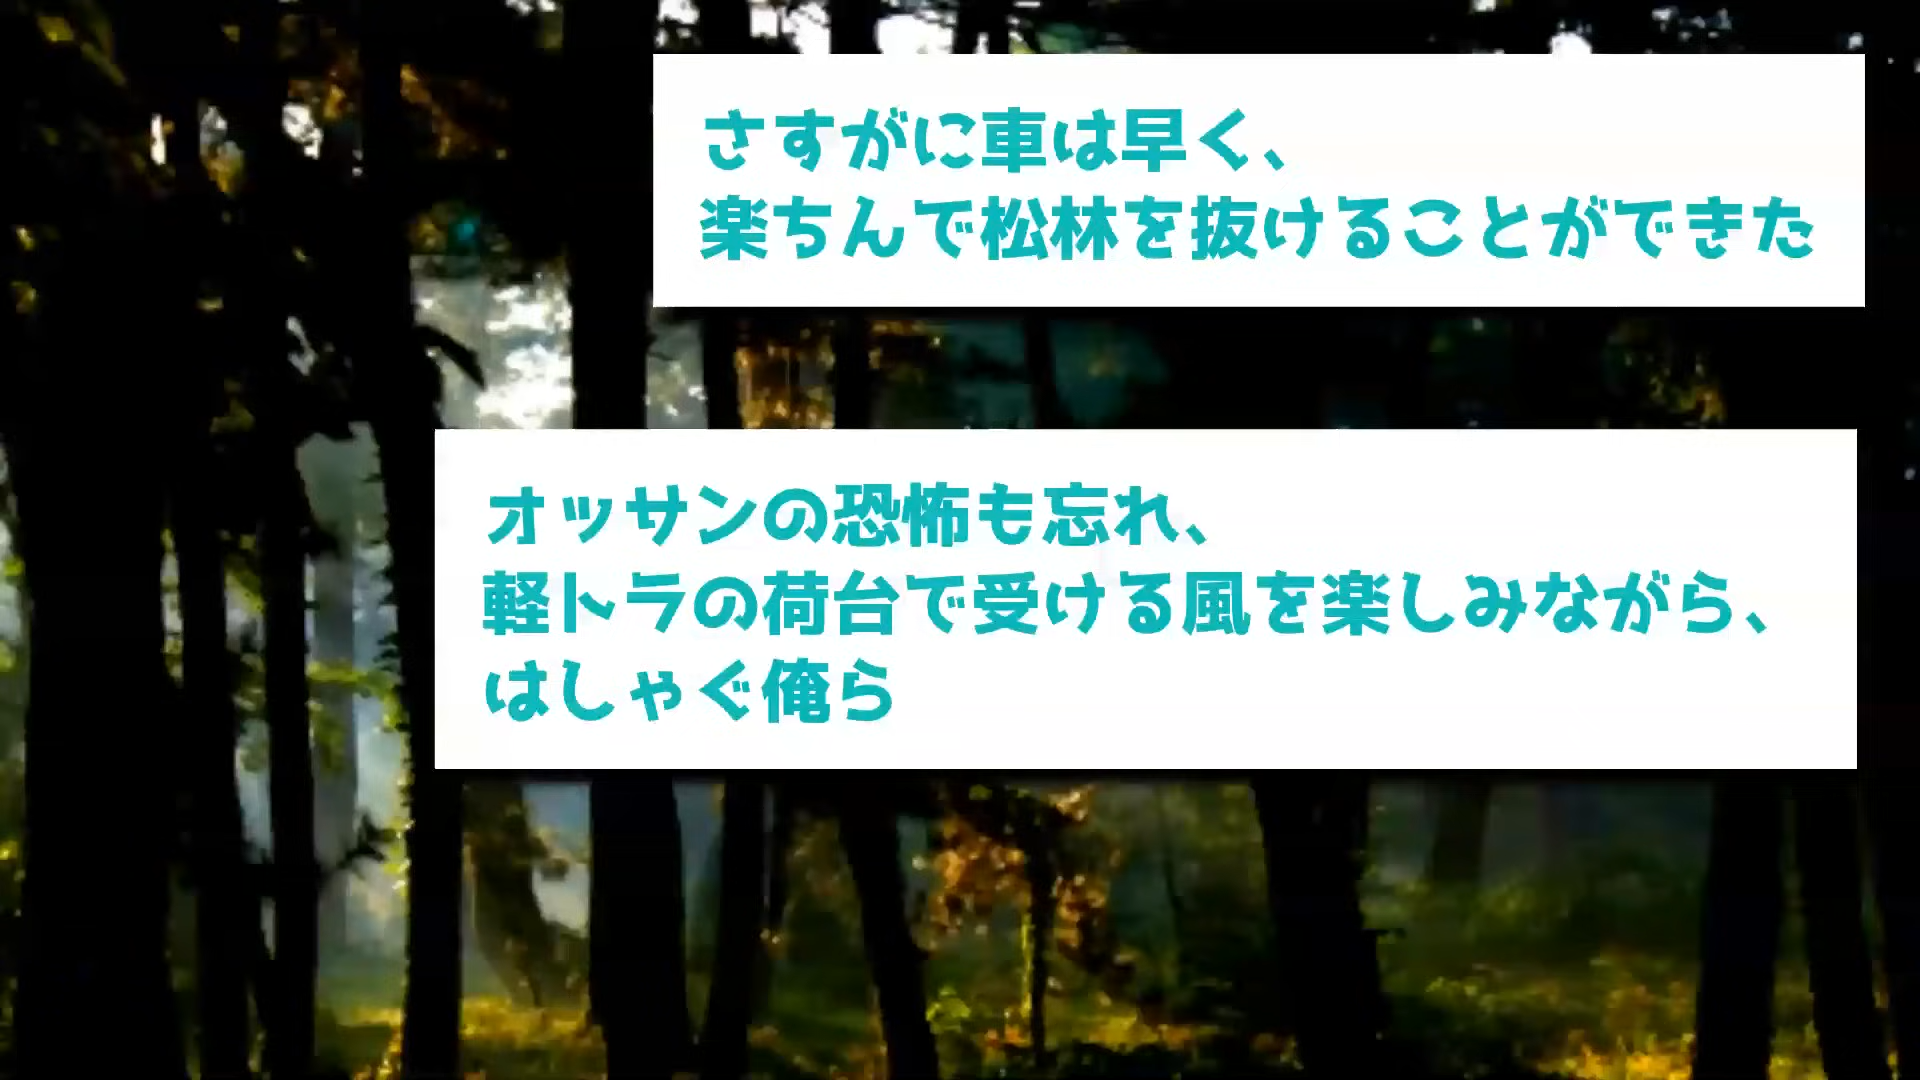 さすがに車は早く、
楽ちんで松林を抜けることができた
オッサンの恐怖も忘れ、
軽トラの荷台で受ける風を楽しみながら、
はしゃぐ俺ら